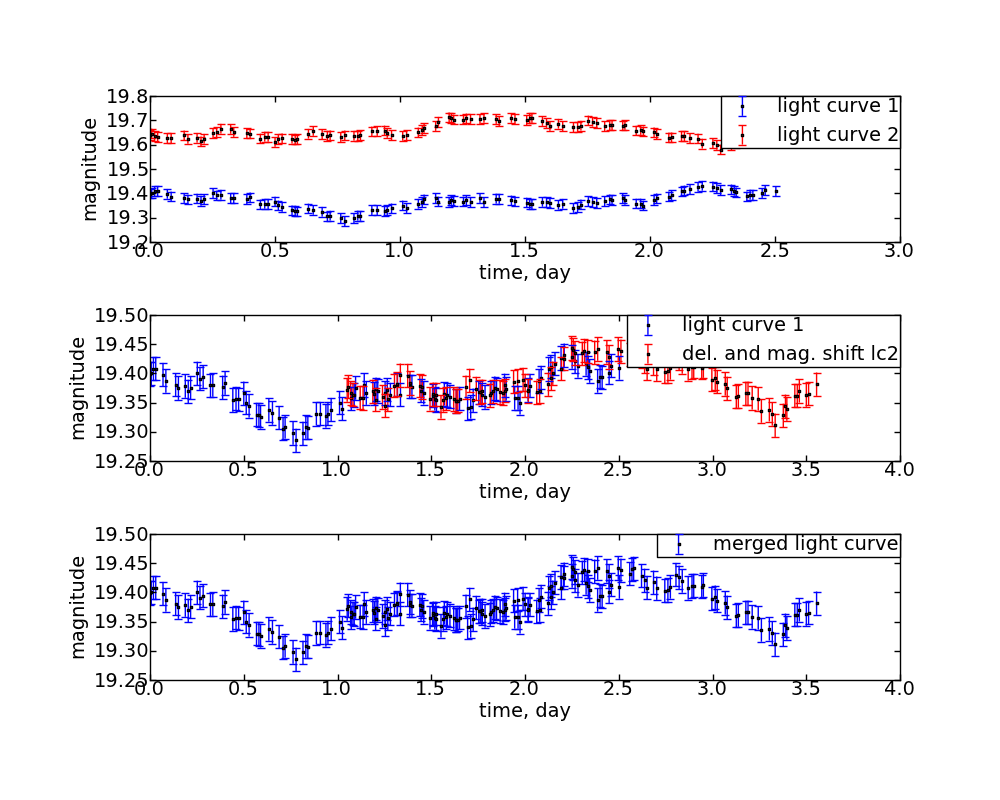 19.8
19.7
19.6
19.5
19.4
19.3
19.2
magnitude
light curve 1
light curve 2
0.0 0.5 1.0 1.5 2.0 2.5 3.0
time, day
19.50
19.45
19.40
19.35
19.30
19.25
magnitude
light curve 1
del. and mag. shift lc2
0.0 0.5 1.0 1.5 2.0 2.5 3.0 3.5 4.0
time, day
19.50
19.45
19.40
19.35
19.30
19.25
magnitude
merged light curve
0.0 0.5 1.0 1.5 2.0 2.5 3.0 3.5 4.0
time, day